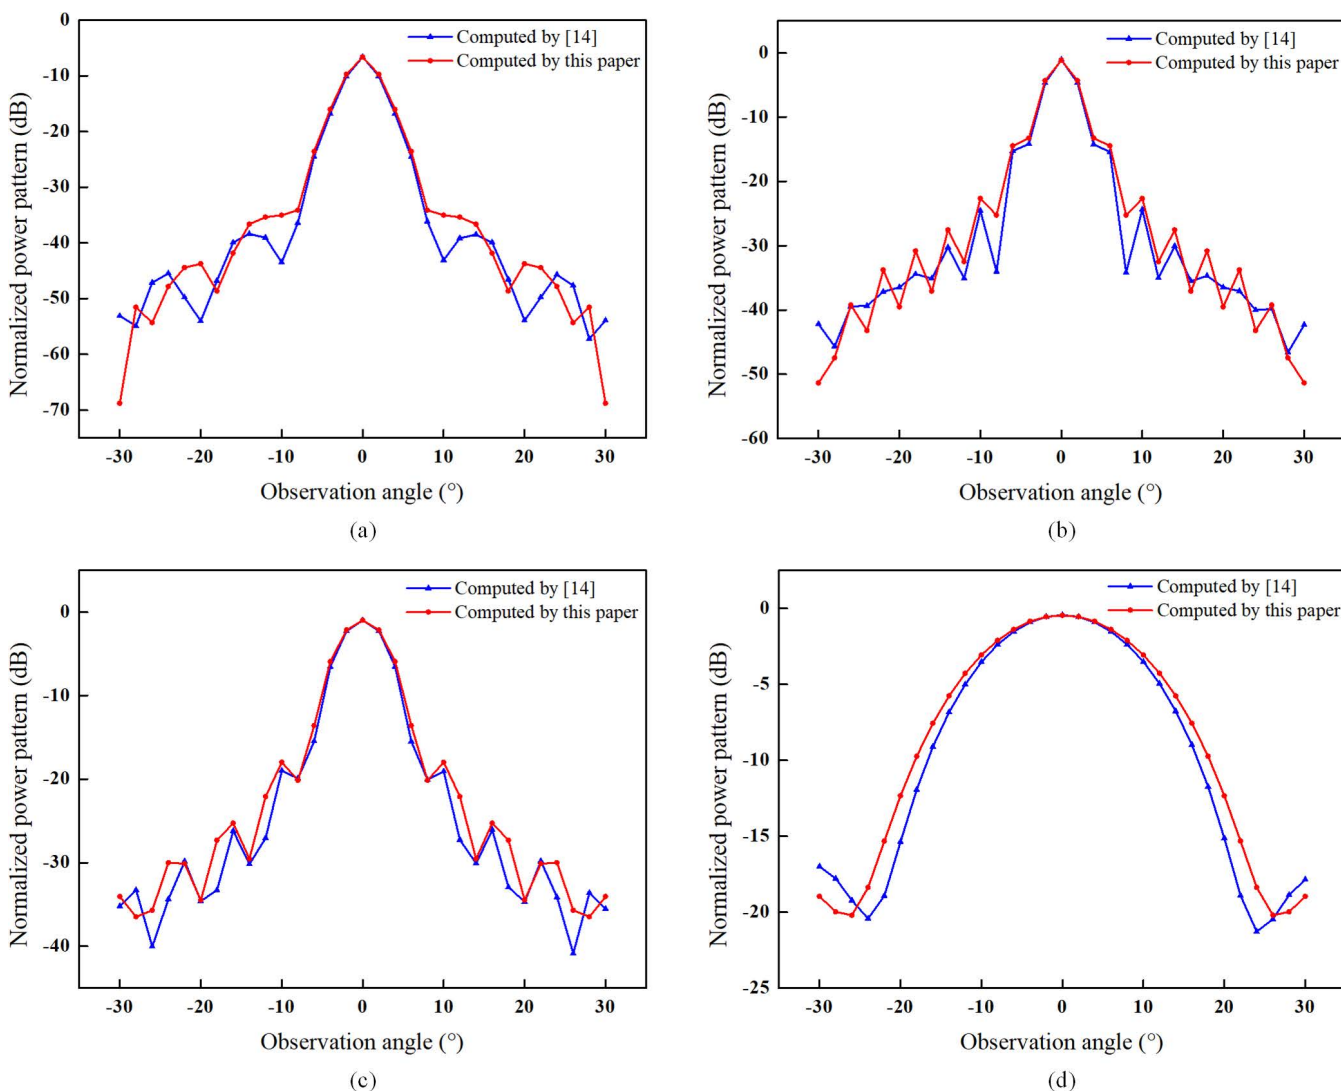 Computed by [14]
Computed by this paper
Normalized power pattern (dB)
0
-10
-20
-30
-40
-50
-60
-70
-30 -20 -10 0 10 20 30
Observation angle (°)
(a)
Computed by [14]
Computed by this paper
Normalized power pattern (dB)
0
-10
-20
-30
-40
-50
-60
-30 -20 -10 0 10 20 30
Observation angle (°)
(b)
Computed by [14]
Computed by this paper
Normalized power pattern (dB)
0
-10
-20
-30
-40
-30 -20 -10 0 10 20 30
Observation angle (°)
(c)
Computed by [14]
Computed by this paper
Normalized power pattern (dB)
0
-5
-10
-15
-20
-25
-30 -20 -10 0 10 20 30
Observation angle (°)
(d)